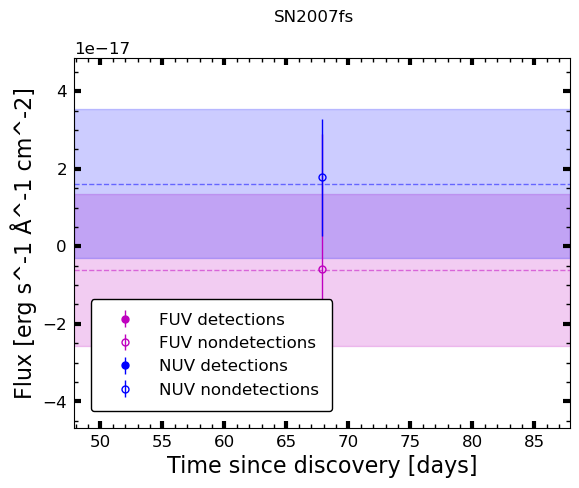 SN2007fs
1e−17
4
2
0
−2
−4
Flux [erg s^-1 Å^-1 cm^-2]
FUV detections
FUV nondetections
NUV detections
NUV nondetections
50 55 60 65 70 75 80 85
Time since discovery [days]